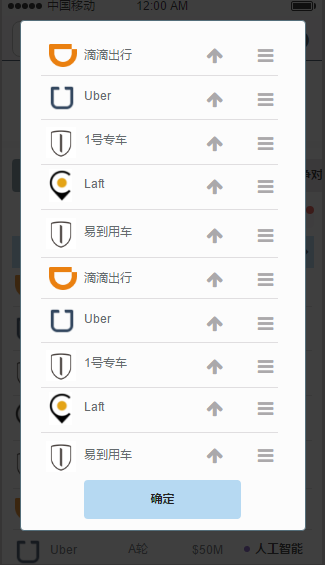 中国移动 12:00 AM
滴滴出行
Uber
1号专车
Laft
易到用车
滴滴出行
Uber
1号专车
Laft
易到用车
确定
Uber A轮 $50M 人工智能